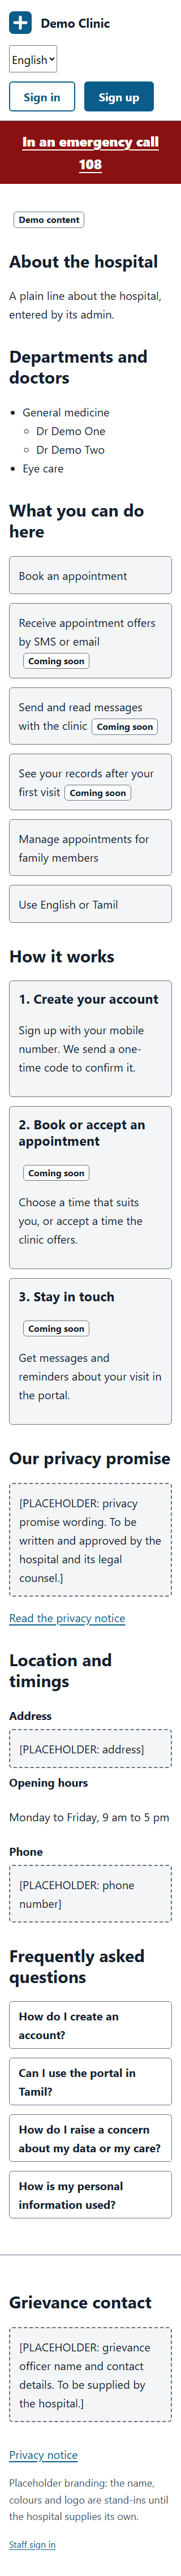 Demo Clinic
English
Sign in
Sign up
In an emergency call
108
Demo content
About the hospital
A plain line about the hospital,
entered by its admin.
Departments and
doctors
General medicine
Dr Demo One
Dr Demo Two
Eye care
What you can do
here
Book an appointment
Receive appointment offers
by SMS or email
Coming soon
Send and read messages
with the clinic Coming soon
See your records after your
first visit Coming soon
Manage appointments for
family members
Use English or Tamil
How it works
1. Create your account
Sign up with your mobile
number. We send a one-
time code to confirm it.
2. Book or accept an
appointment
Coming soon
Choose a time that suits
you, or accept a time the
clinic offers.
3. Stay in touch
Coming soon
Get messages and
reminders about your visit in
the portal.
Our privacy promise
[PLACEHOLDER: privacy
promise wording. To be
written and approved by the
hospital and its legal
counsel.]
Read the privacy notice
Location and
timings
Address
[PLACEHOLDER: address]
Opening hours
Monday to Friday, 9 am to 5 pm
Phone
[PLACEHOLDER: phone
number]
Frequently asked
questions
How do I create an
account?
Can I use the portal in
Tamil?
How do I raise a concern
about my data or my care?
How is my personal
information used?
Grievance contact
[PLACEHOLDER: grievance
officer name and contact
details. To be supplied by
the hospital.]
Privacy notice
Placeholder branding: the name,
colours and logo are stand-ins until
the hospital supplies its own.
Staff sign in